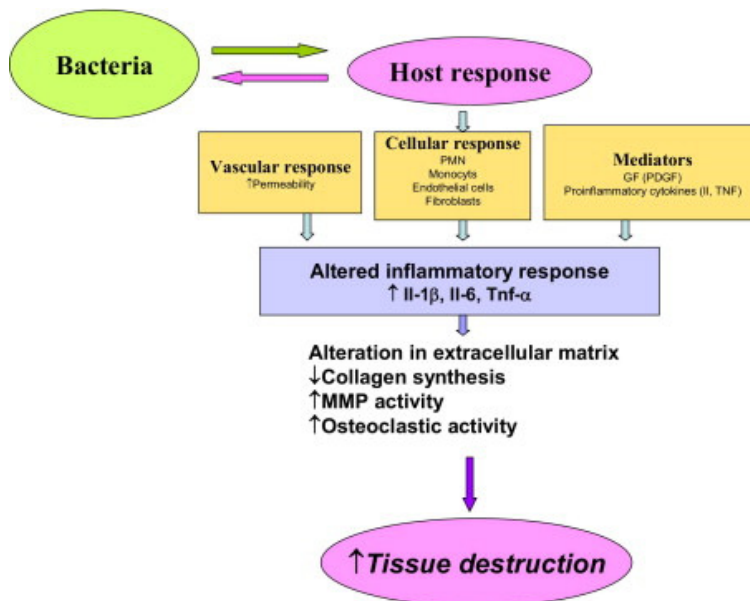 Bacteria
Host response
Vascular response
↑Permeability
Cellular response
PMN
Monocyts
Endothelial cells
Fibroblasts
Mediators
GF (PDGF)
Proinflammatory cytokines (Il, TNF)
Altered inflammatory response
↑ Il-1β, Il-6, Tnf-α
Alteration in extracellular matrix
↓Collagen synthesis
↑MMP activity
↑Osteoclastic activity
↑Tissue destruction